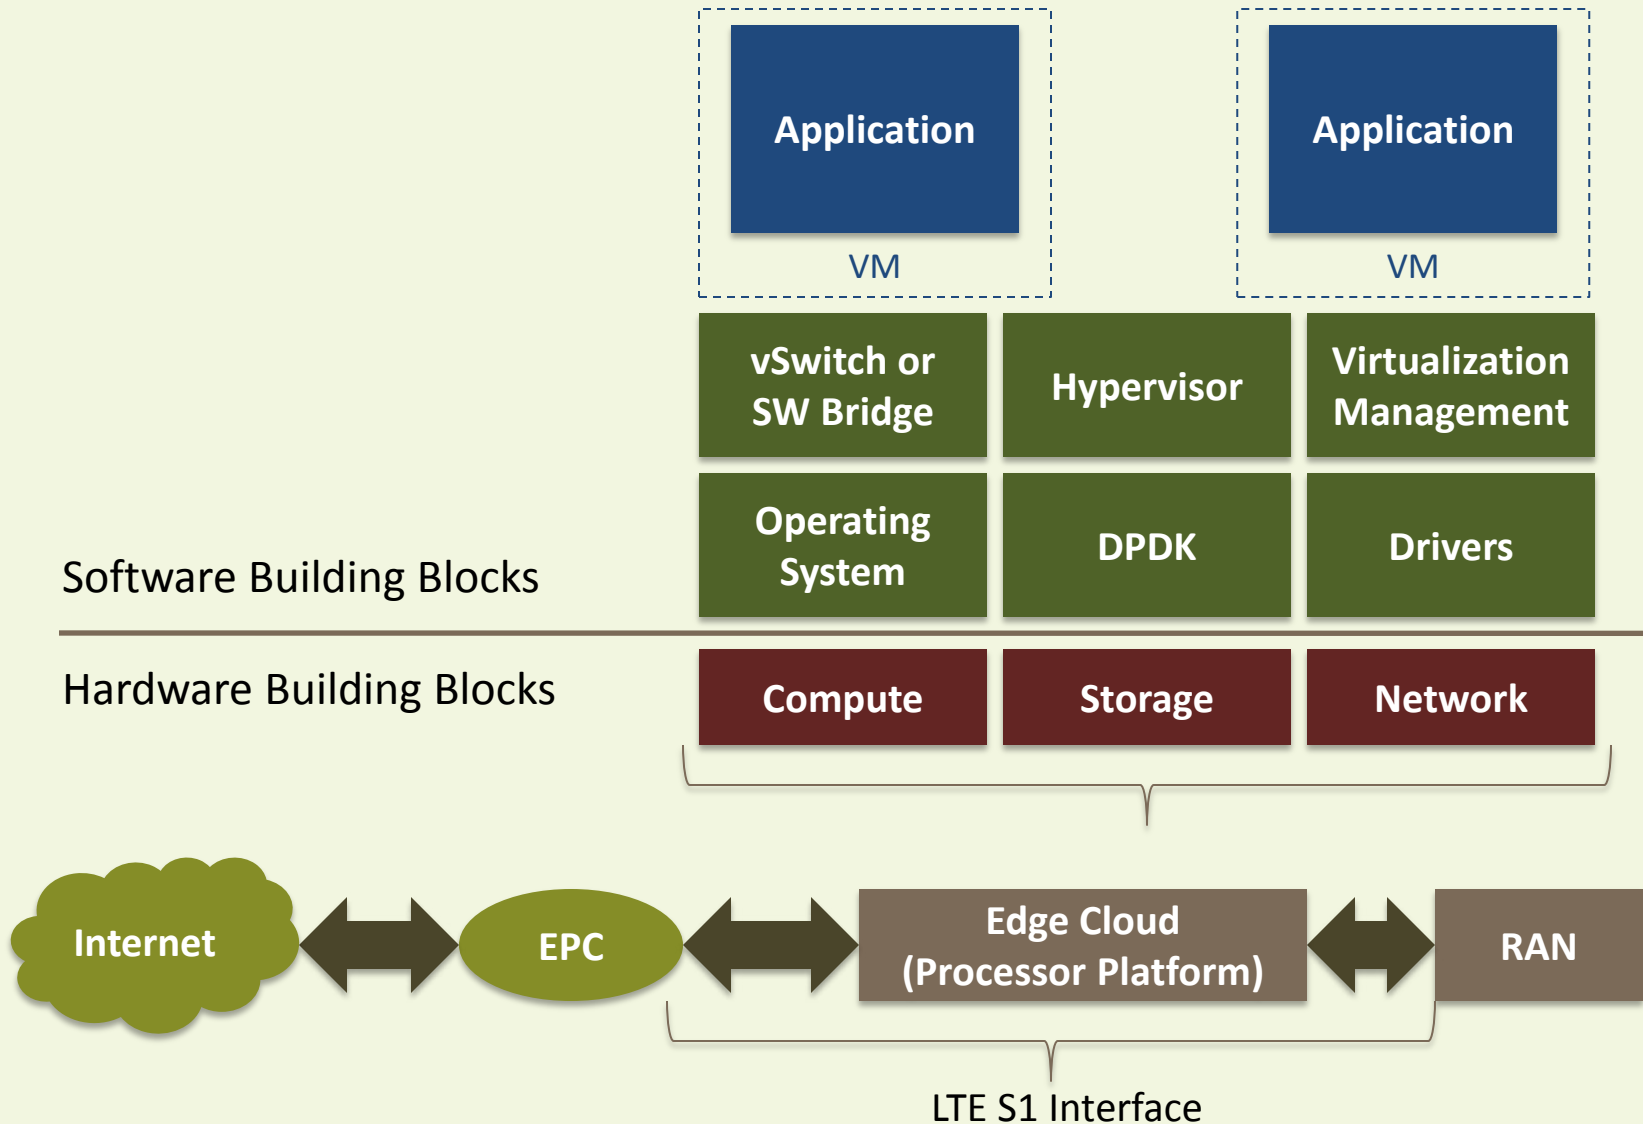 Application
Application
VM
VM
vSwitch or
SW Bridge
Hypervisor
Virtualization
Management
Operating
System
DPDK
Drivers
Software Building Blocks
Hardware Building Blocks
Compute
Storage
Network
Internet
EPC
Edge Cloud
(Processor Platform)
RAN
LTE S1 Interface